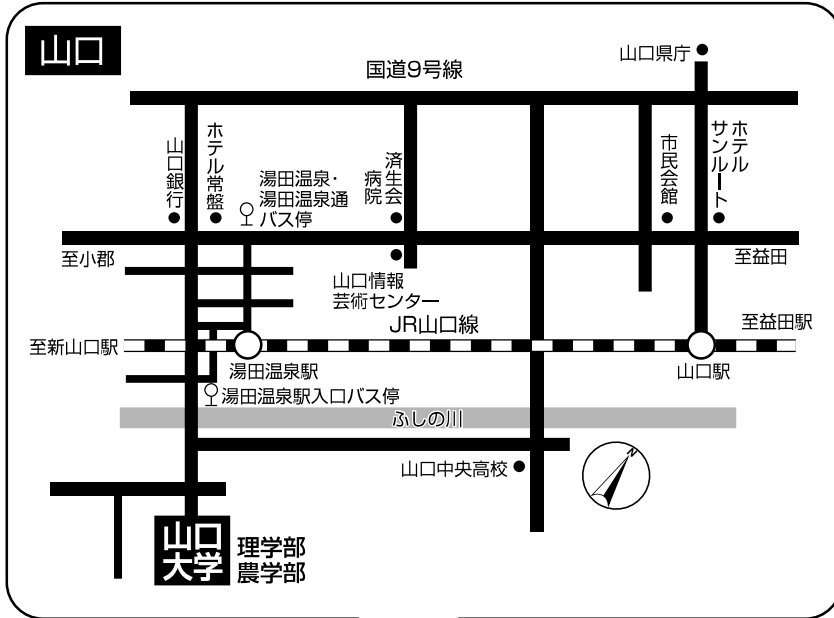 山口
山口県庁
国道9号線
山口銀行
ホテル常盤
湯田温泉・
湯田温泉通
バス停
済生会
病院
市民会館
ホテル
サンルート
至小郡
山口情報
芸術センター
至益田
JR山口線
至益田駅
至新山口駅
湯田温泉駅
山口駅
湯田温泉駅入口バス停
ふしの川
山口中央高校
N
山口
大学
理学部
農学部